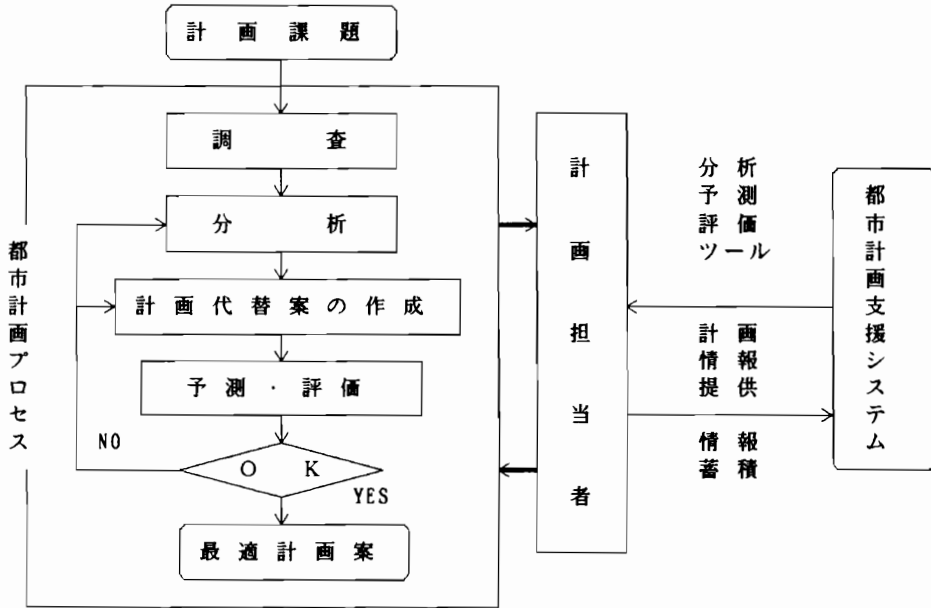 計画課題
調査
分析
計画代替案の作成
予測・評価
NO
OK
YES
最適計画案
都市計画プロセス
計画担当者
分析
予測
評価
ツール
計画
情報
提供
情報
蓄積
都市計画支援システム